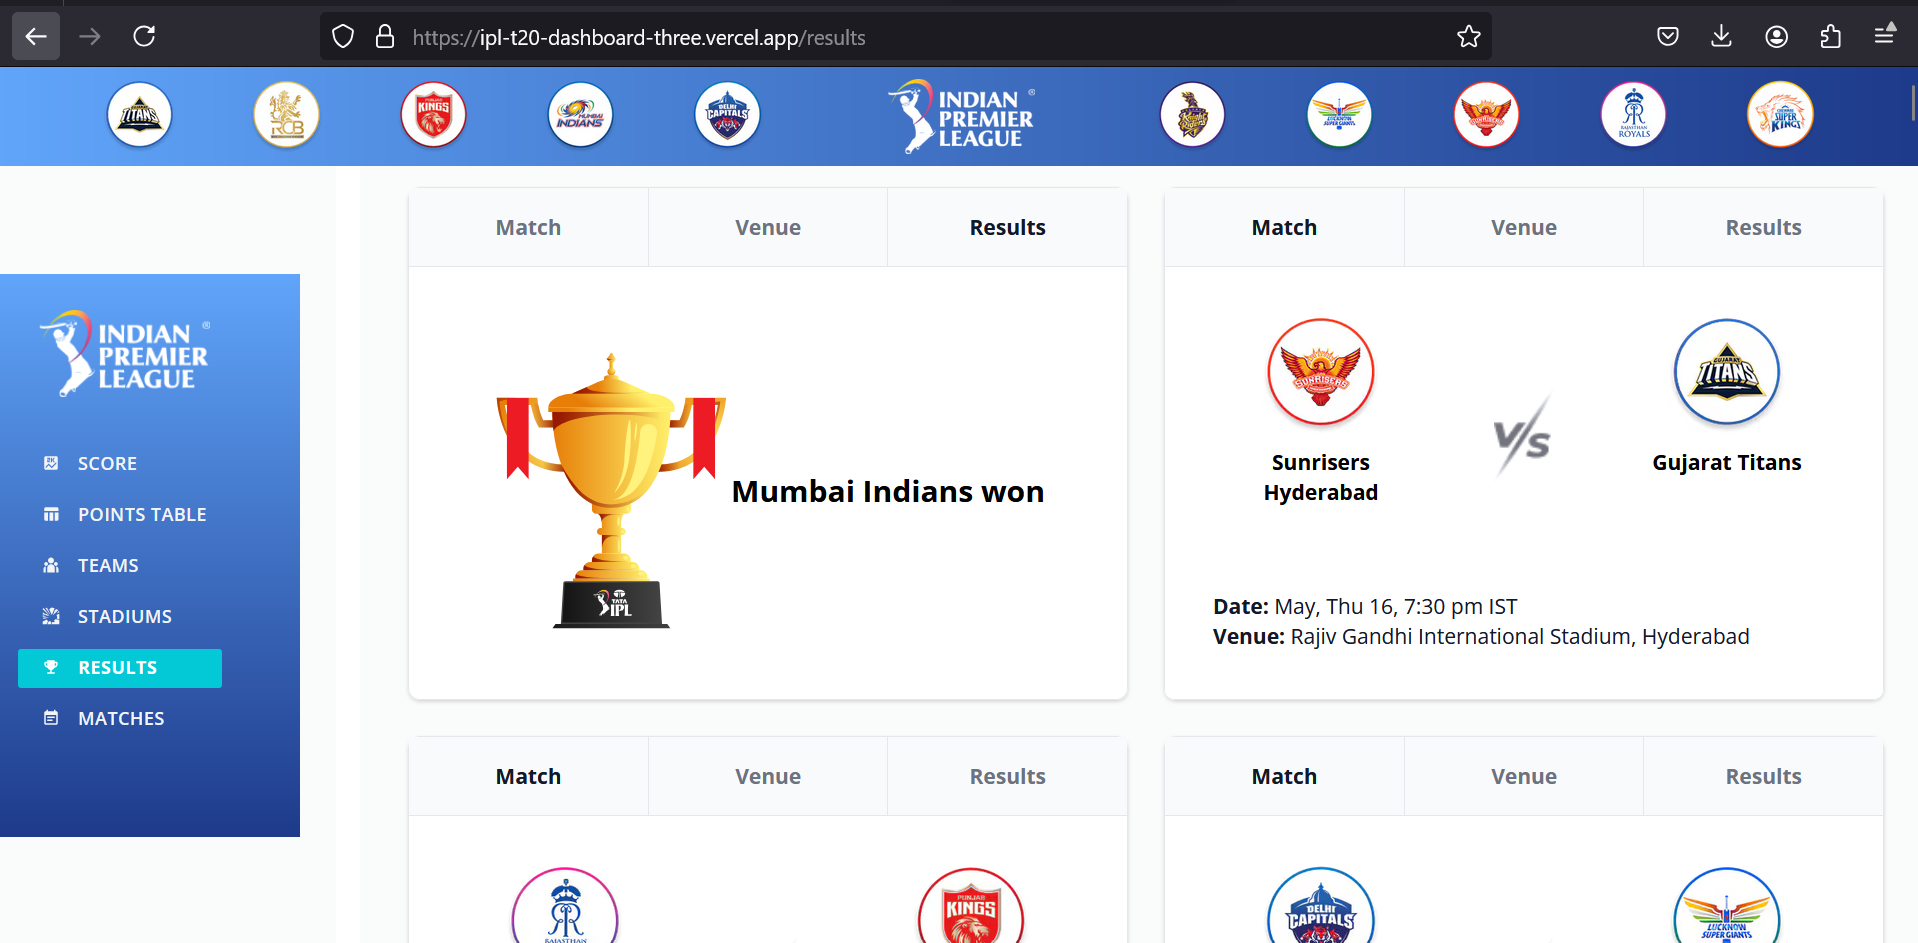 https://ipl-t20-dashboard-three.vercel.app/results
GUJARAT
TITANS
RCB
PUNJAB
KINGS
MUMBAI
INDIANS
DELHI
CAPITALS
INDIAN
PREMIER
LEAGUE
®
Knight
Riders
LUCKNOW
SUPER GIANTS
SUNRISERS
RAJASTHAN
ROYALS
CHENNAI
SUPER
KINGS
INDIAN
PREMIER
LEAGUE
®
SCORE
POINTS TABLE
TEAMS
STADIUMS
RESULTS
MATCHES
Match Venue Results
Mumbai Indians won
TATA
IPL
Match Venue Results
SUNRISERS
V/S
GUJARAT
TITANS
Sunrisers
Hyderabad
Gujarat Titans
Date: May, Thu 16, 7:30 pm IST
Venue: Rajiv Gandhi International Stadium, Hyderabad
Match Venue Results
RAJASTHAN
PUNJAB
KINGS
Match Venue Results
DELHI
CAPITALS
LUCKNOW
SUPER GIANTS